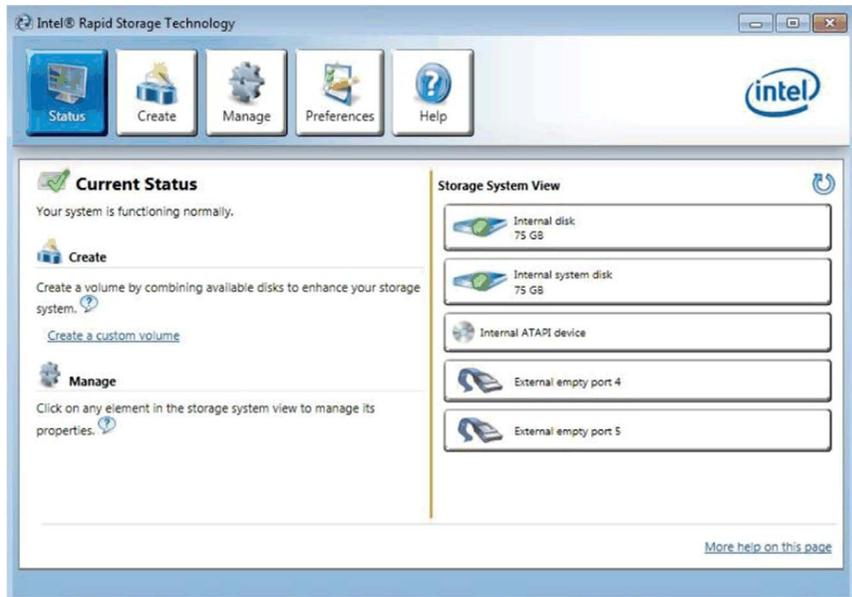 Intel® Rapid Storage Technology
Status
Create
Manage
Preferences
Help
intel
Current Status
Your system is functioning normally.
Create
Create a volume by combining available disks to enhance your storage
system.
Create a custom volume
Manage
Click on any element in the storage system view to manage its
properties.
Storage System View
Internal disk
75 GB
Internal system disk
75 GB
Internal ATAPI device
External empty port 4
External empty port 5
More help on this page